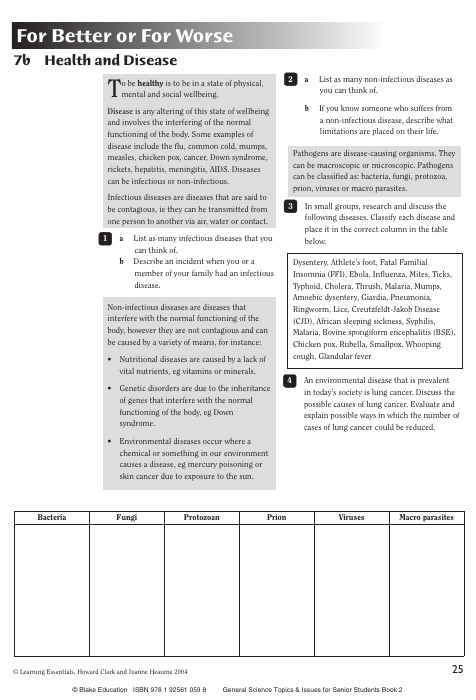 For Better or For Worse
7b Health and Disease
To be healthy is to be in a state of physical,
mental and social wellbeing.
Disease is any altering of this state of wellbeing
and involves the interfering of the normal
functioning of the body. Some examples of
disease include the flu, common cold, mumps,
measles, chicken pox, cancer, Down syndrome,
rickets, hepatitis, meningitis, AIDS. Diseases
can be infectious or non-infectious.
Infectious diseases are diseases that are said to
be contagious, ie they can be transmitted from
one person to another via air, water or contact.
1 a List as many infectious diseases that you
can think of.
b Describe an incident when you or a
member of your family had an infectious
disease.
Non-infectious diseases are diseases that
interfere with the normal functioning of the
body, however they are not contagious and can
be caused by a variety of means, for instance:
• Nutritional diseases are caused by a lack of
vital nutrients, eg vitamins or minerals.
• Genetic disorders are due to the inheritance
of genes that interfere with the normal
functioning of the body, eg Down
syndrome.
• Environmental diseases occur where a
chemical or something in our environment
causes a disease, eg mercury poisoning or
skin cancer due to exposure to the sun.
2 a List as many non-infectious diseases as
you can think of.
b If you know someone who suffers from
a non-infectious disease, describe what
limitations are placed on their life.
Pathogens are disease-causing organisms. They
can be macroscopic or microscopic. Pathogens
can be classified as: bacteria, fungi, protozoa,
prion, viruses or macro parasites.
3 In small groups, research and discuss the
following diseases. Classify each disease and
place it in the correct column in the table
below.
Dysentery, Athlete's foot, Fatal Familial
Insomnia (FFI), Ebola, Influenza, Mites, Ticks,
Typhoid, Cholera, Thrush, Malaria, Mumps,
Amoebic dysentery, Giardia, Pneumonia,
Ringworm, Lice, Creutzfeldt-Jakob Disease
(CJD), African sleeping sickness, Syphilis,
Malaria, Bovine spongiform encephalitis (BSE),
Chicken pox, Rubella, Smallpox, Whooping
cough, Glandular fever
4 An environmental disease that is prevalent
in today's society is lung cancer. Discuss the
possible causes of lung cancer. Evaluate and
explain possible ways in which the number of
cases of lung cancer could be reduced.
Bacteria Fungi Protozoan Prion Viruses Macro parasites
© Learning Essentials, Howard Clark and Joanne Heaume 2004
25
© Blake Education ISBN 978 1 92561 059 8 General Science Topics & Issues for Senior Students Book 2